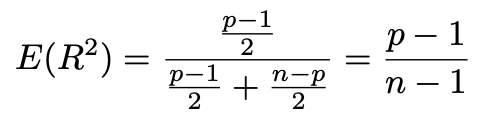 $E(R^2) = \frac{\frac{p-1}{2}}{\frac{p-1}{2} + \frac{n-p}{2}} = \frac{p-1}{n-1}$